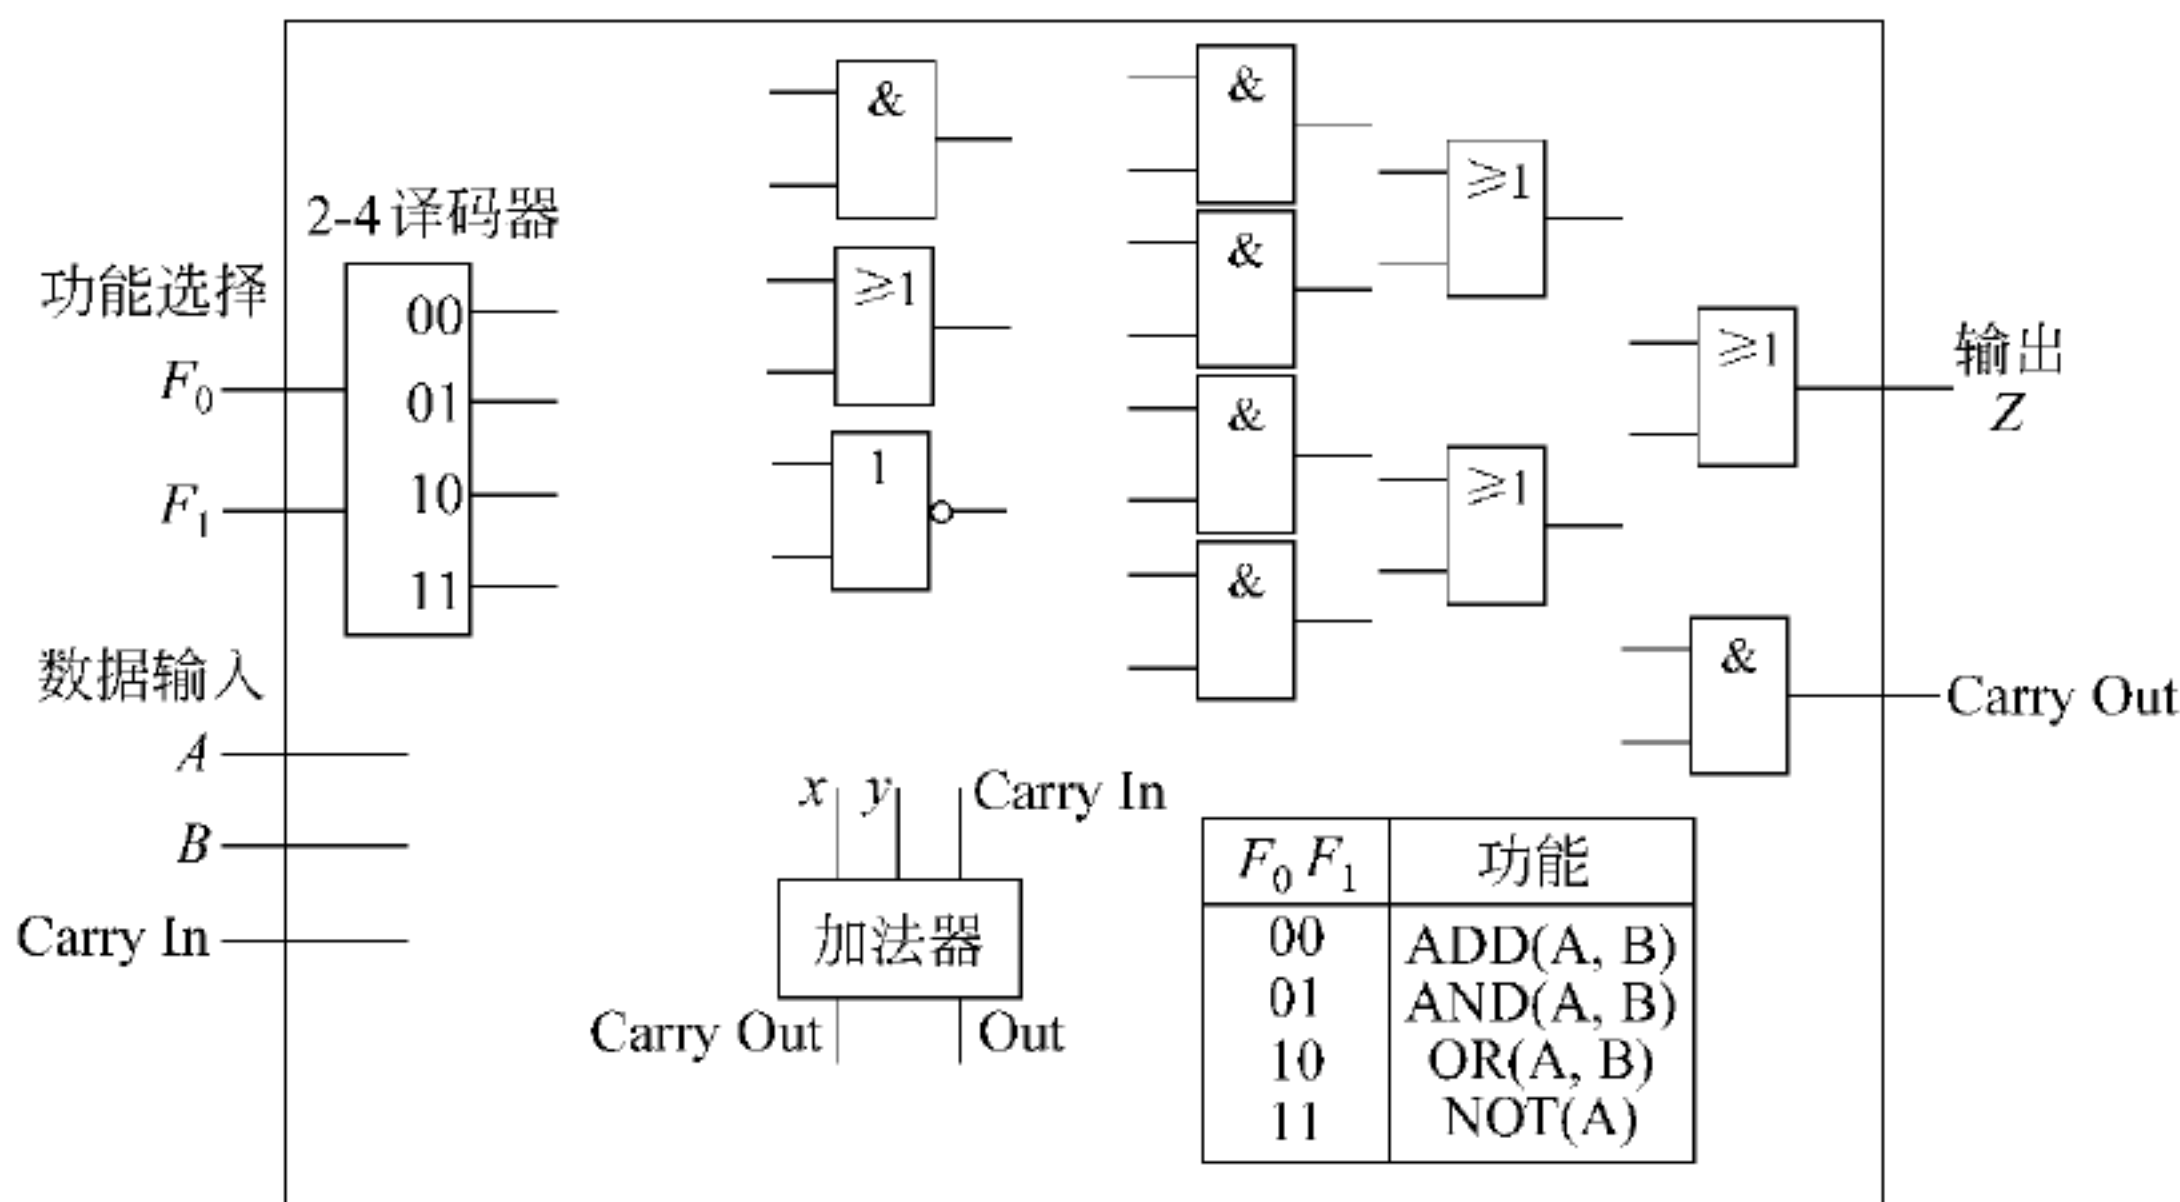 &
&
≥1
2-4译码器
功能选择
00
≥1
&
≥1
输出
F₀
01
Z
1
&
≥1
F₁
10
11
&
数据输入
&
Carry Out
A
x
y
Carry In
B
F₀ F₁
功能
Carry In
加法器
00
ADD(A, B)
01
AND(A, B)
Carry Out
Out
10
OR(A, B)
11
NOT(A)